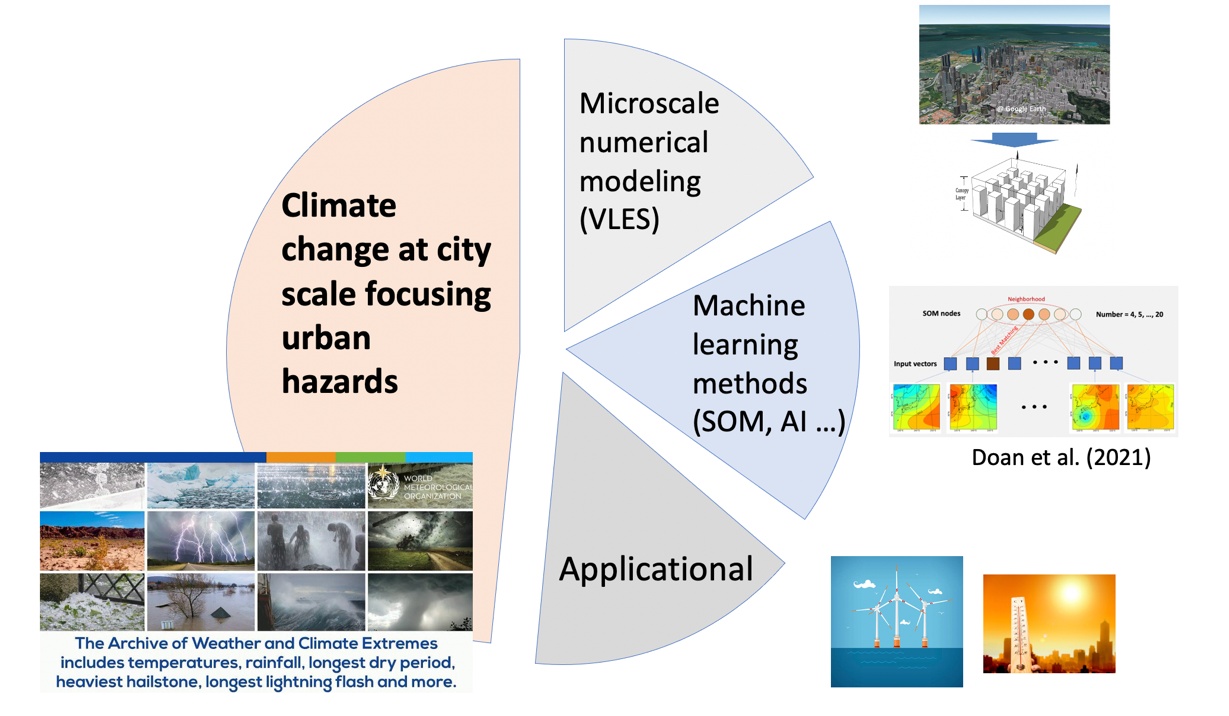 Climate
change at city
scale focusing
urban
hazards
Microscale
numerical
modeling
(VLES)
Machine
learning
methods
(SOM, AI ...)
Applicational
@ Google Earth
Canopy
Layer
Neighborhood
SOM nodes
Number = 4, 5, ..., 20
Best Matching
Input vectors
Doan et al. (2021)
WORLD
METEOROLOGICAL
ORGANIZATION
The Archive of Weather and Climate Extremes
includes temperatures, rainfall, longest dry period,
heaviest hailstone, longest lightning flash and more.